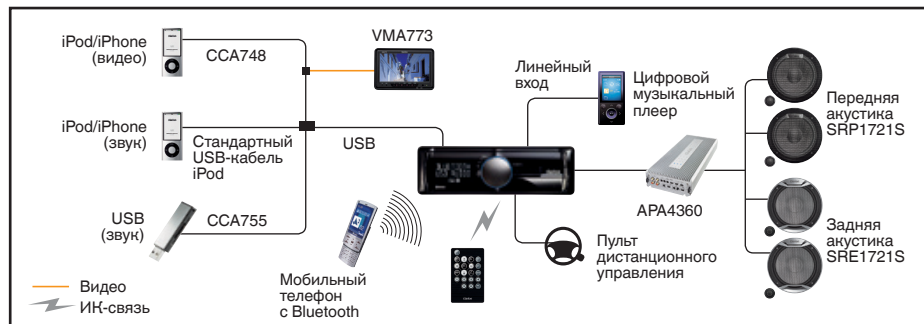 iPod/iPhone
(видео)
CCA748
VMA773
Линейный
вход
Цифровой
музыкальный
плеер
Передняя
акустика
SRP1721S
iPod/iPhone
(звук)
Стандартный
USB-кабель
iPod
USB
APA4360
USB
(звук)
CCA755
Мобильный
телефон
с Bluetooth
Пульт
дистанционного
управления
Задняя
акустика
SRE1721S
Видео
ИК-связь